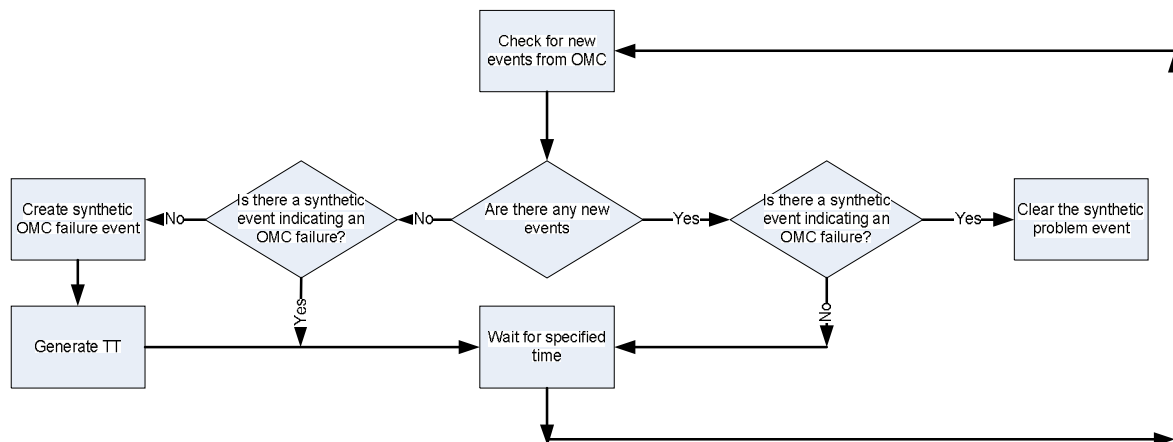 Check for new
events from OMC
Create synthetic
OMC failure event
No
Is there a synthetic
event indicating an
OMC failure?
No
Are there any new
events
Yes
Is there a synthetic
event indicating an
OMC failure?
Yes
Clear the synthetic
problem event
Yes
No
Generate TT
Wait for specified
time